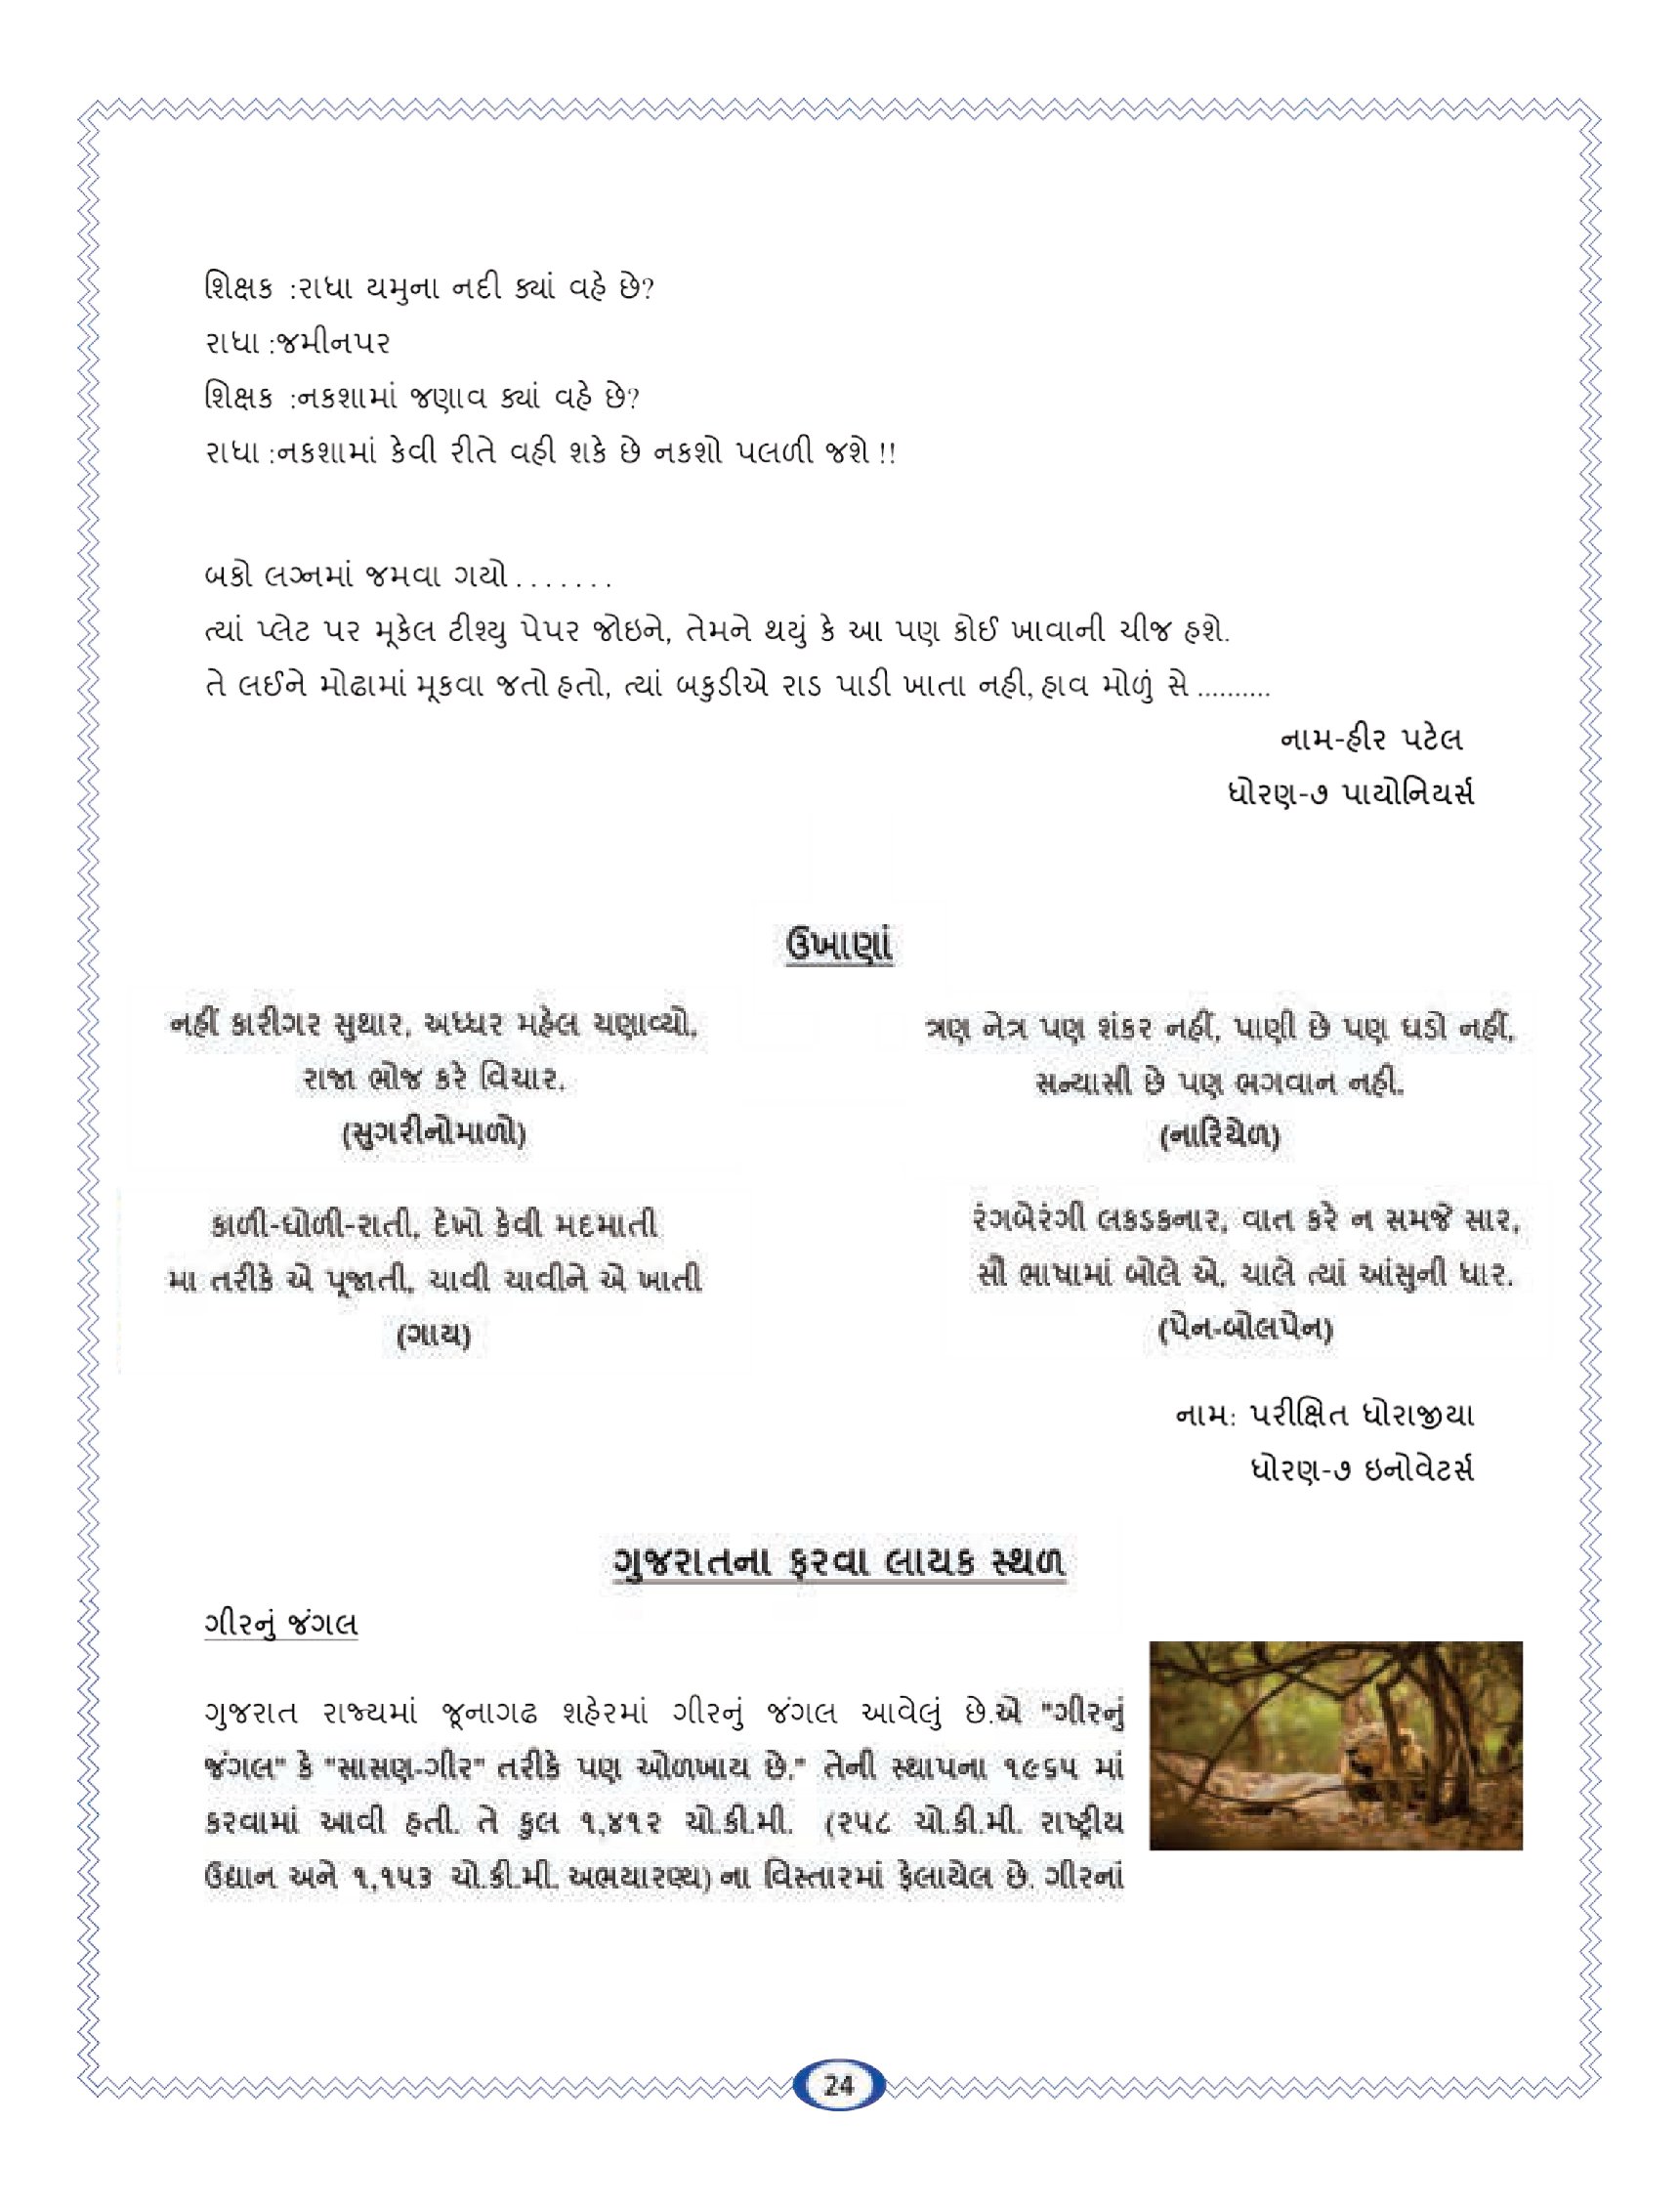 શિક્ષક :રાધા યમુના નદી ક્યાં વહે છે?
રાધા :જમીનપર
શિક્ષક :નકશામાં જણાવ ક્યાં વહે છે?
રાધા :નકશામાં કેવી રીતે વહી શકે છે નકશો પલળી જશે !!
બકો લગ્નમાં જમવા ગયો . . . . . . .
ત્યાં પ્લેટ પર મૂકેલ ટીશ્યુ પેપર જોઇને, તેમને થયું કે આ પણ કોઈ ખાવાની ચીજ હશે.
તે લઈને મોઢામાં મૂકવા જતો હતો, ત્યાં બકુડીએ રાડ પાડી ખાતા નહી, હાવ મોળું સે ..........
નામ-હીર પટેલ
ધોરણ-૭ પાયોનિયર્સ
ઉખાણાં
નહીં કારીગર સુથાર, અધ્ધર મહેલ ચણાવ્યો,
રાજા ભોજ કરે વિચાર.
(સુગરીનોમાળો)
ત્રણ નેત્ર પણ શંકર નહીં, પાણી છે પણ ઘડો નહીં,
સન્યાસી છે પણ ભગવાન નહી.
(નારિયેળ)
કાળી-ધોળી-રાતી, દેખો કેવી મદમાતી
મા તરીકે એ પૂજાતી, ચાવી ચાવીને એ ખાતી
(ગાય)
રંગબેરંગી લકડકનાર, વાત કરે ન સમજે સાર,
સૌ ભાષામાં બોલે એ, ચાલે ત્યાં આંસુની ધાર.
(પેન-બોલપેન)
નામ: પરીક્ષિત ધોરાજીયા
ધોરણ-૭ ઇનોવેટર્સ
ગુજરાતના ફરવા લાયક સ્થળ
ગીરનું જંગલ
ગુજરાત રાજ્યમાં જૂનાગઢ શહેરમાં ગીરનું જંગલ આવેલું છે.એ "ગીરનું
જંગલ" કે "સાસણ-ગીર" તરીકે પણ ઓળખાય છે." તેની સ્થાપના ૧૯૬૫ માં
કરવામાં આવી હતી. તે કુલ ૧,૪૧૨ ચો.કી.મી. (૨૫૮ ચો.કી.મી. રાષ્ટ્રીય
ઉદ્યાન અને ૧,૧૫૩ ચો.કી.મી. અભયારણ્ય) ના વિસ્તારમાં ફેલાયેલ છે. ગીરનાં
24